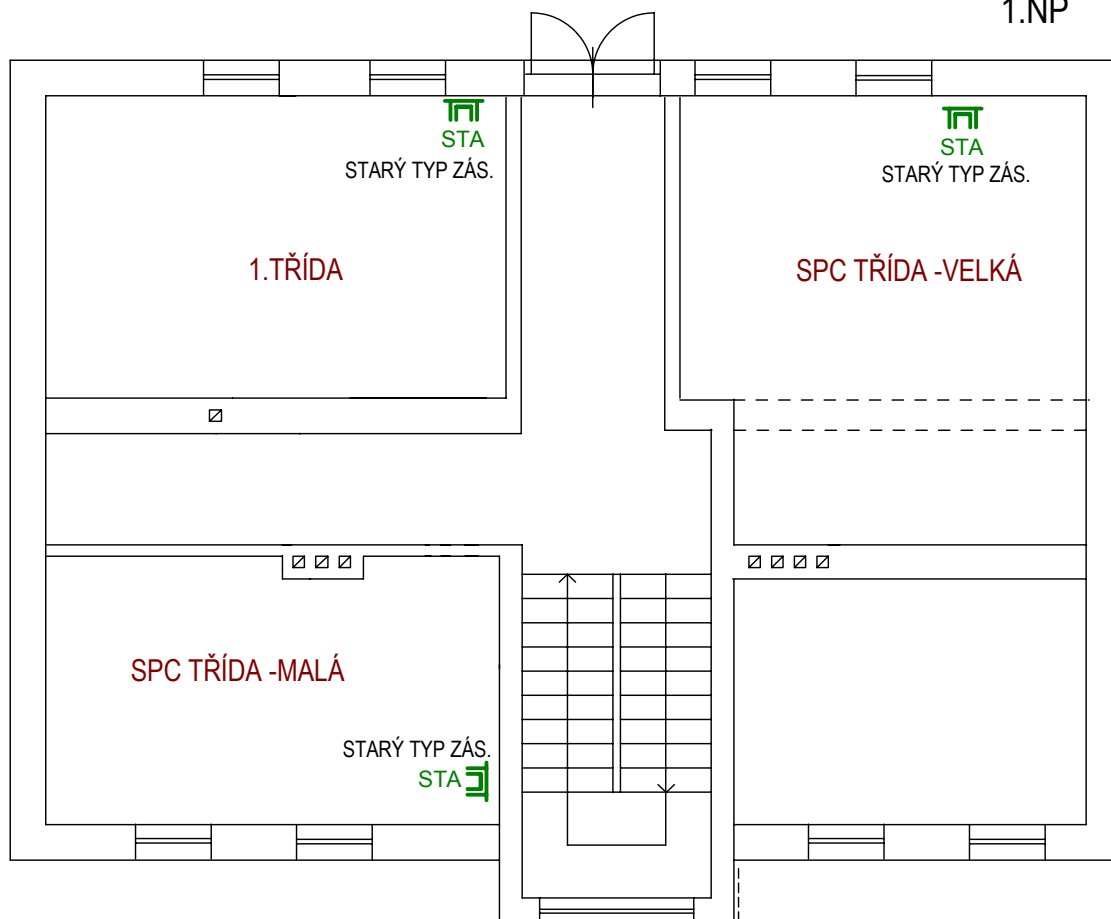 1.NP
STA
STARÝ TYP ZÁS.
STA
STARÝ TYP ZÁS.
1.TŘÍDA
SPC TŘÍDA -VELKÁ
SPC TŘÍDA -MALÁ
STARÝ TYP ZÁS.
STA